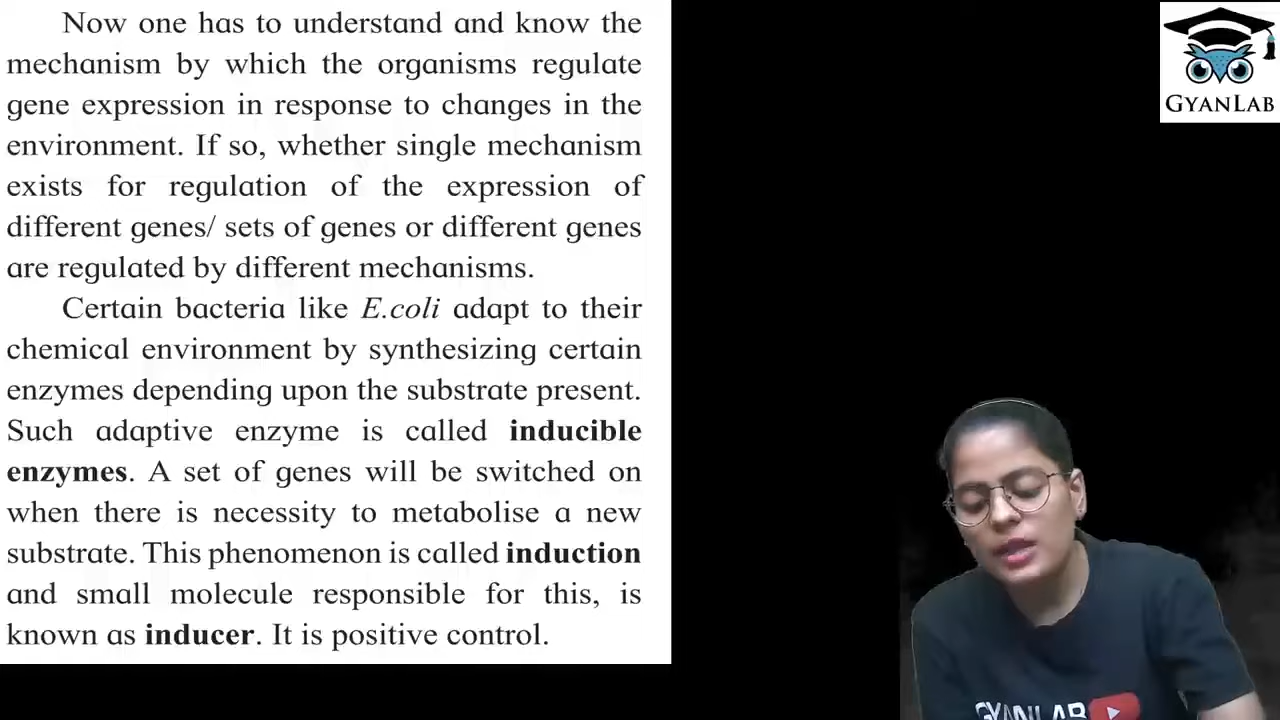 Now one has to understand and know the
mechanism by which the organisms regulate
gene expression in response to changes in the
environment. If so, whether single mechanism
exists for regulation of the expression of
different genes/ sets of genes or different genes
are regulated by different mechanisms.
Certain bacteria like E.coli adapt to their
chemical environment by synthesizing certain
enzymes depending upon the substrate present.
Such adaptive enzyme is called inducible
enzymes. A set of genes will be switched on
when there is necessity to metabolise a new
substrate. This phenomenon is called induction
and small molecule responsible for this, is
known as inducer. It is positive control.
GYANLAB
GYANLAB